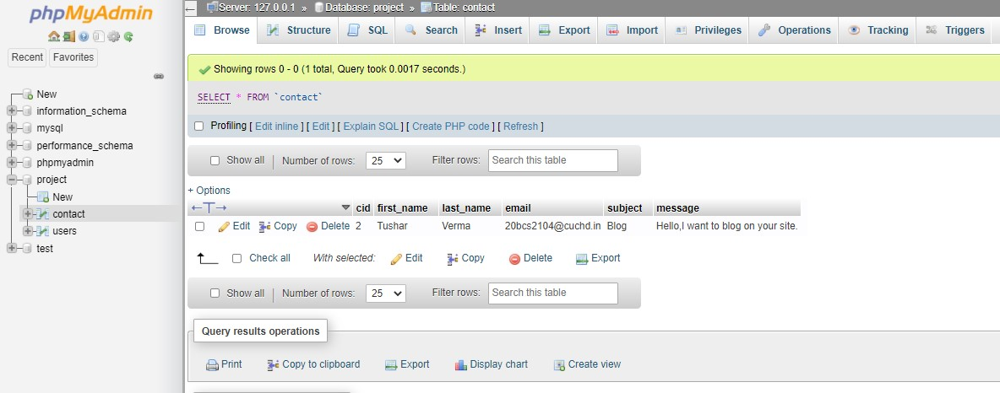 phpMyAdmin
Recent Favorites
New
information_schema
mysql
performance_schema
phpmyadmin
project
New
contact
users
test
Server: 127.0.0.1 » Database: project » Table: contact
Browse Structure SQL Search Insert Export Import Privileges Operations Tracking Triggers
Showing rows 0 - 0 (1 total, Query took 0.0017 seconds.)
SELECT * FROM `contact`
Profiling [ Edit inline ] [ Edit ] [ Explain SQL ] [ Create PHP code ] [ Refresh ]
Show all Number of rows: 25 Filter rows: Search this table
+ Options
←T→ cid first_name last_name email subject message
Edit Copy Delete 2 Tushar Verma 20bcs2104@cuchd.in Blog Hello,I want to blog on your site.
Check all With selected: Edit Copy Delete Export
Show all Number of rows: 25 Filter rows: Search this table
Query results operations
Print Copy to clipboard Export Display chart Create view